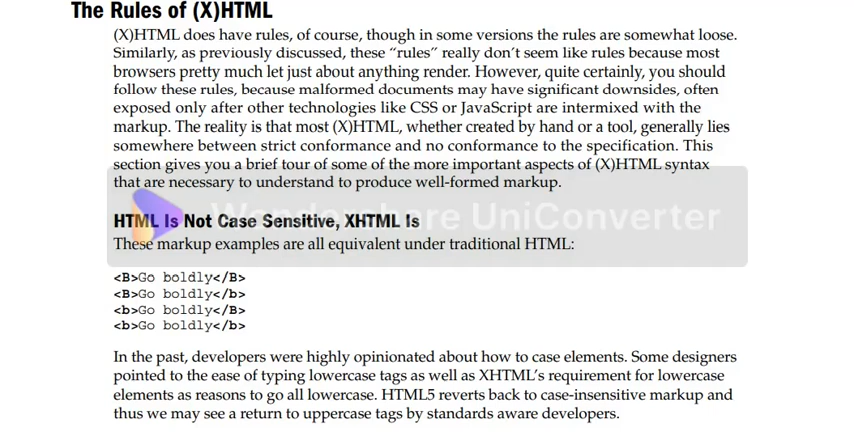 The Rules of (X)HTML
(X)HTML does have rules, of course, though in some versions the rules are somewhat loose.
Similarly, as previously discussed, these “rules” really don’t seem like rules because most
browsers pretty much let just about anything render. However, quite certainly, you should
follow these rules, because malformed documents may have significant downsides, often
exposed only after other technologies like CSS or JavaScript are intermixed with the
markup. The reality is that most (X)HTML, whether created by hand or a tool, generally lies
somewhere between strict conformance and no conformance to the specification. This
section gives you a brief tour of some of the more important aspects of (X)HTML syntax
that are necessary to understand to produce well-formed markup.
Wondershare UniConverter
HTML Is Not Case Sensitive, XHTML Is
These markup examples are all equivalent under traditional HTML:
<B>Go boldly</B>
<B>Go boldly</b>
<b>Go boldly</B>
<b>Go boldly</b>
In the past, developers were highly opinionated about how to case elements. Some designers
pointed to the ease of typing lowercase tags as well as XHTML’s requirement for lowercase
elements as reasons to go all lowercase. HTML5 reverts back to case-insensitive markup and
thus we may see a return to uppercase tags by standards aware developers.